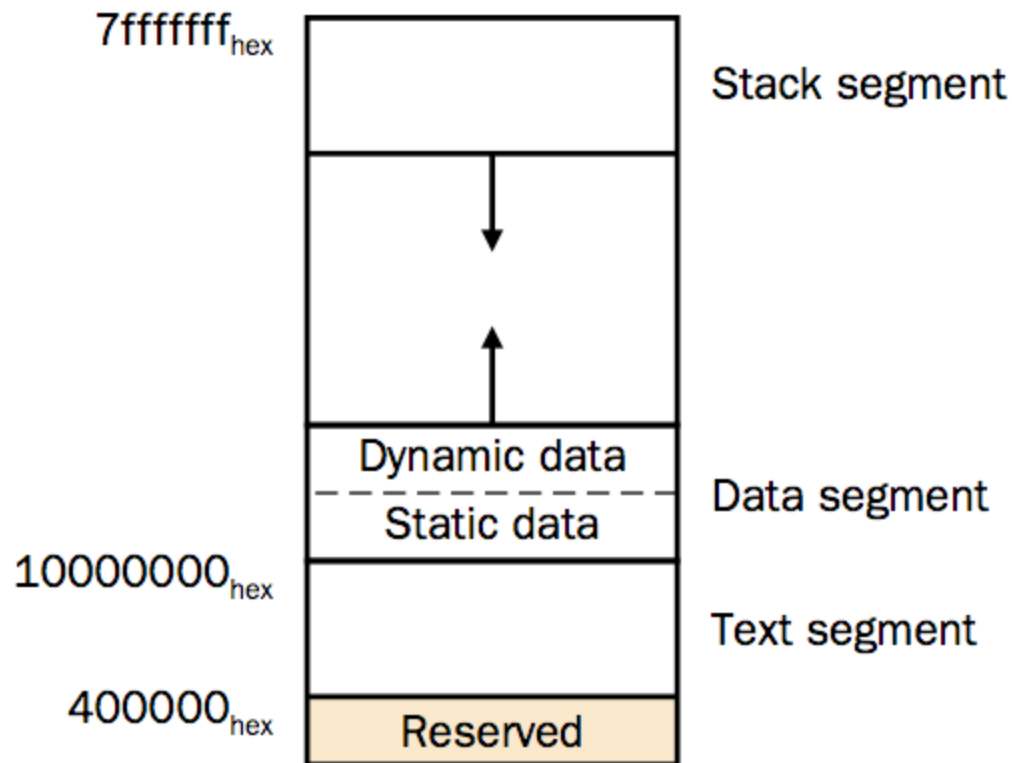 7fffffffhex
Stack segment
Dynamic data
Data segment
Static data
10000000hex
Text segment
400000hex
Reserved